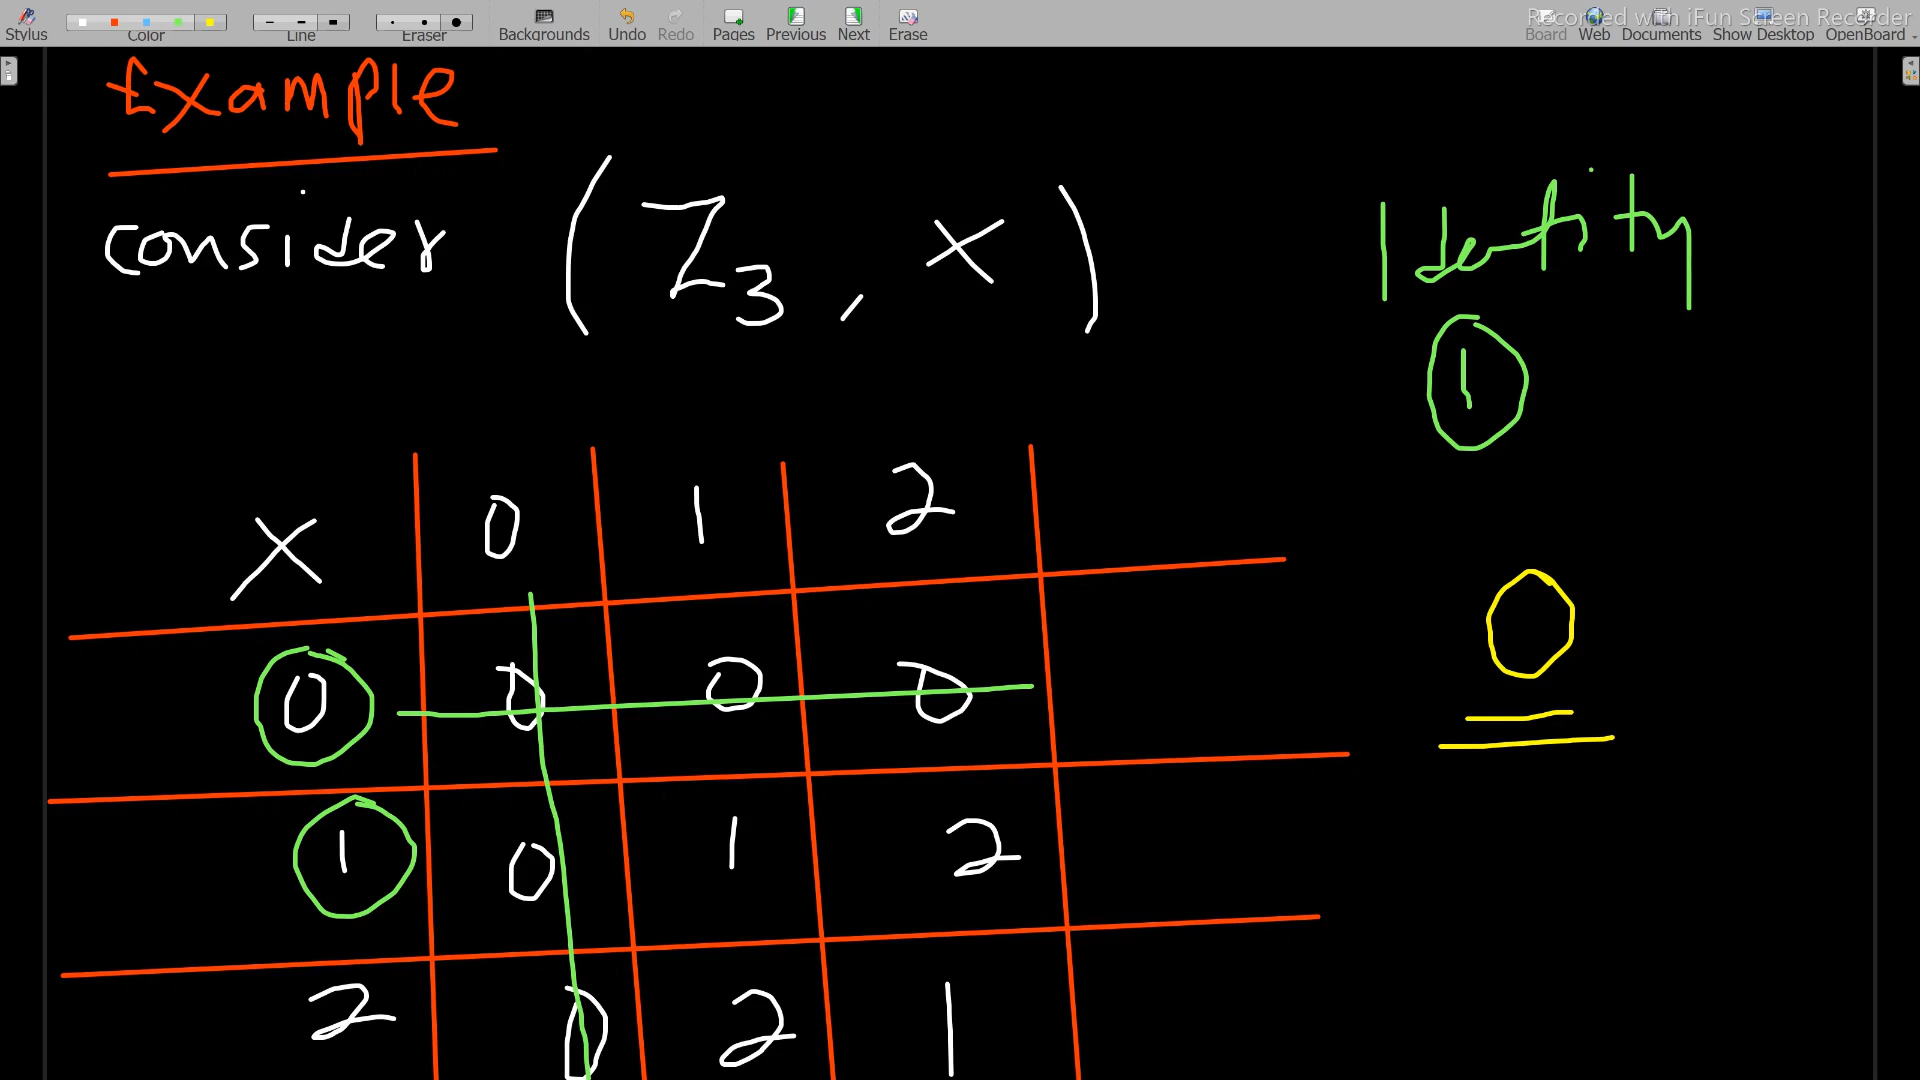 Recorded with iFun Screen Recorder
Stylus Color Line Eraser Backgrounds Undo Redo Pages Previous Next Erase Board Web Documents Show Desktop OpenBoard
Example
consider (Z3, ×) Identity
1
× 0 1 2
0
0 0 0 0
1 0 1 2
2 0 2 1